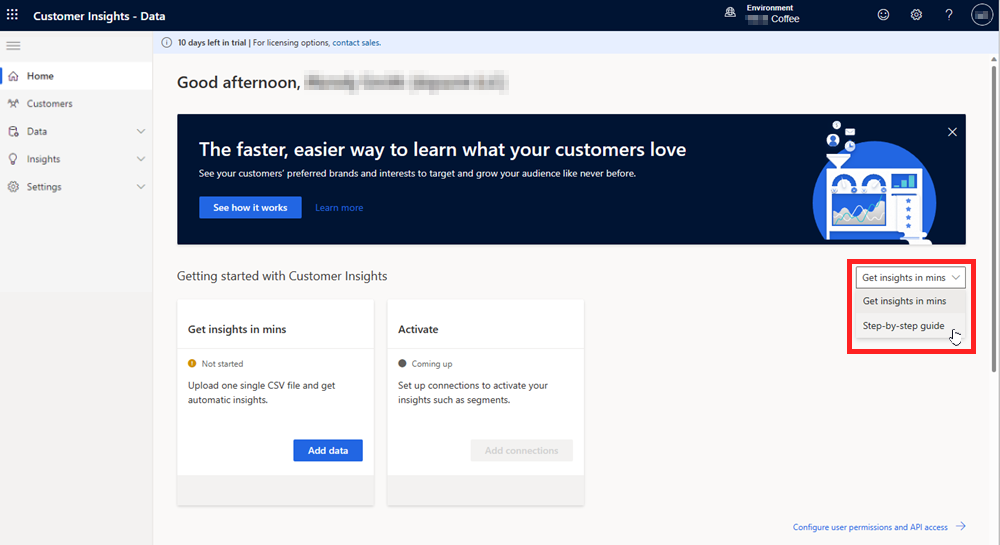 Customer Insights - Data
Environment
Coffee
10 days left in trial | For licensing options, contact sales.
Home
Customers
Data
Insights
Settings
Good afternoon,
The faster, easier way to learn what your customers love
See your customers' preferred brands and interests to target and grow your audience like never before.
See how it works
Learn more
Getting started with Customer Insights
Get insights in mins
Get insights in mins
Step-by-step guide
Get insights in mins
Not started
Upload one single CSV file and get
automatic insights.
Add data
Activate
Coming up
Set up connections to activate your
insights such as segments.
Add connections
Configure user permissions and API access